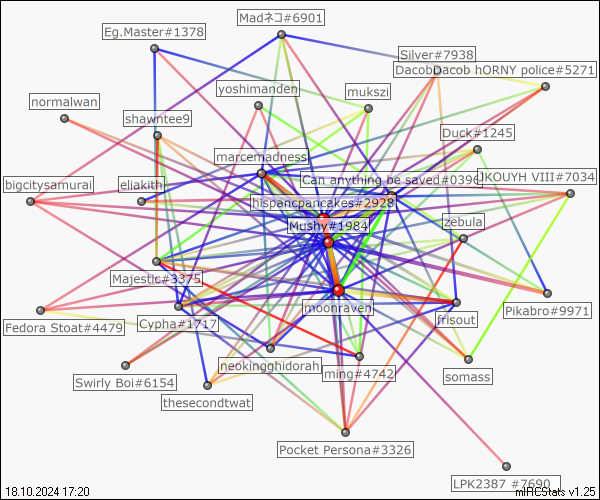 Madネコ#6901
Eg.Master#1378
Silver#7938
DacobDacob hORNY police#5271
yoshimanden
mukszi
normalwan
shawntee9
Duck#1245
marcemadness
Can anything be saved#0396
JKOUYH VIII#7034
bigcitysamurai
eliakith
hispancpancakes#2928
Mushy#1984
zebula
Majestic#3375
moonraven
Pikabro#9971
Fedora Stoat#4479
Cypha#1717
frisout
neokingghidorah
ming#4742
somass
Swirly Boi#6154
thesecondtwat
Pocket Persona#3326
LPK2387 #7690
18.10.2024 17:20
mIRCStats v1.25